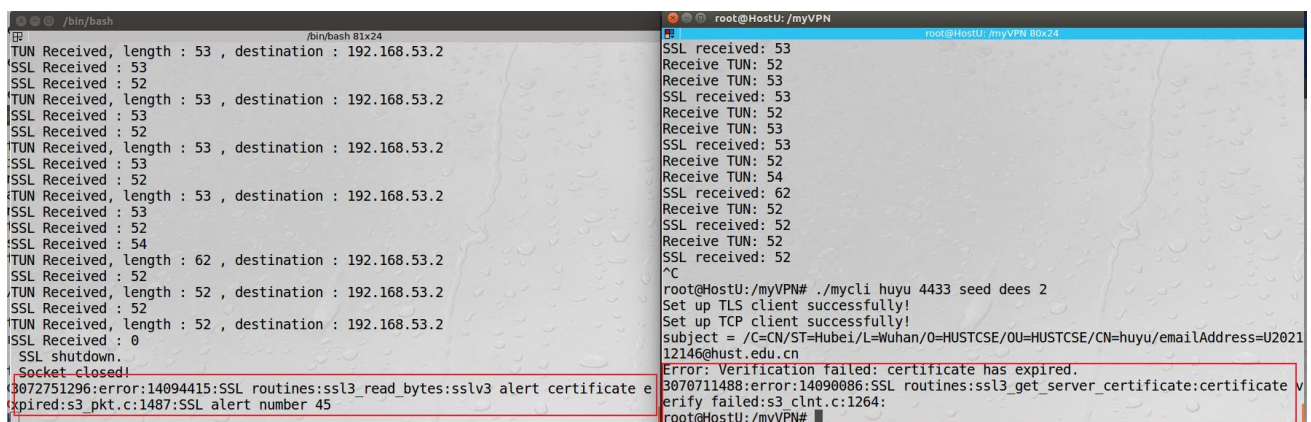 /bin/bash
/bin/bash 81x24
TUN Received, length : 53 , destination : 192.168.53.2
SSL Received : 53
SSL Received : 52
TUN Received, length : 53 , destination : 192.168.53.2
SSL Received : 53
SSL Received : 52
TUN Received, length : 53 , destination : 192.168.53.2
SSL Received : 53
SSL Received : 52
TUN Received, length : 53 , destination : 192.168.53.2
SSL Received : 53
SSL Received : 52
SSL Received : 54
TUN Received, length : 62 , destination : 192.168.53.2
SSL Received : 52
TUN Received, length : 52 , destination : 192.168.53.2
SSL Received : 52
TUN Received, length : 52 , destination : 192.168.53.2
SSL Received : 0
SSL shutdown.
Socket closed!
3072751296:error:14094415:SSL routines:ssl3_read_bytes:sslv3 alert certificate e
xpired:s3_pkt.c:1487:SSL alert number 45
root@HostU: /myVPN
root@HostU: /myVPN 80x24
SSL received: 53
Receive TUN: 52
Receive TUN: 53
SSL received: 53
Receive TUN: 52
Receive TUN: 53
SSL received: 53
Receive TUN: 52
Receive TUN: 54
SSL received: 62
Receive TUN: 52
SSL received: 52
Receive TUN: 52
SSL received: 52
^C
root@HostU:/myVPN# ./mycli huyu 4433 seed dees 2
Set up TLS client successfully!
Set up TCP client successfully!
subject = /C=CN/ST=Hubei/L=Wuhan/O=HUSTCSE/OU=HUSTCSE/CN=huyu/emailAddress=U2021
12146@hust.edu.cn
Error: Verification failed: certificate has expired.
3070711488:error:14090086:SSL routines:ssl3_get_server_certificate:certificate v
erify failed:s3_clnt.c:1264:
root@HostU:/myVPN#